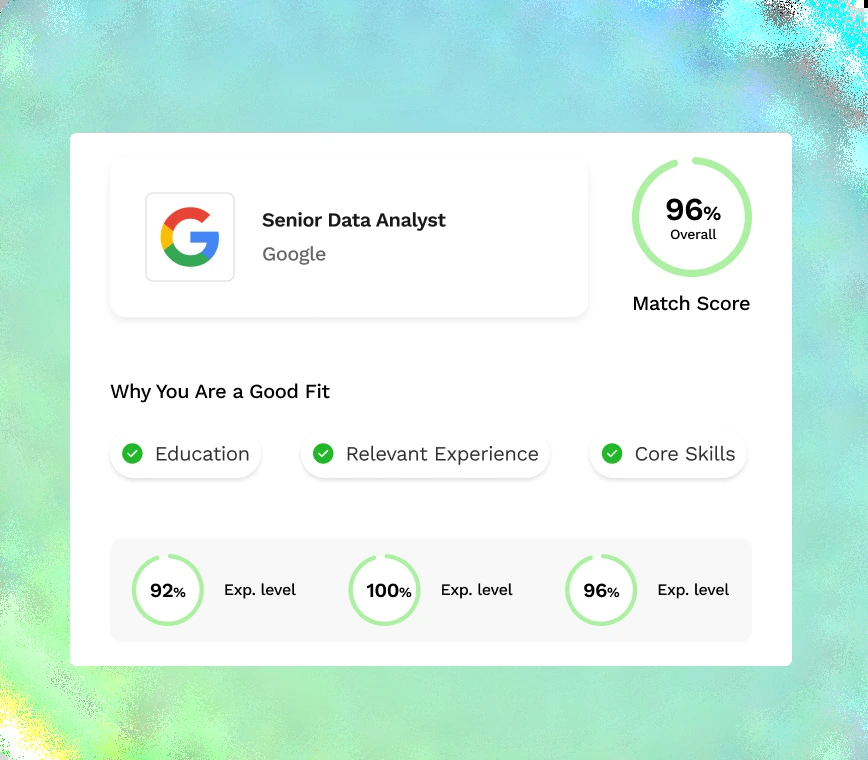 Senior Data Analyst
Google
96%
Overall
Match Score
Why You Are a Good Fit
Education
Relevant Experience
Core Skills
92%
Exp. level
100%
Exp. level
96%
Exp. level